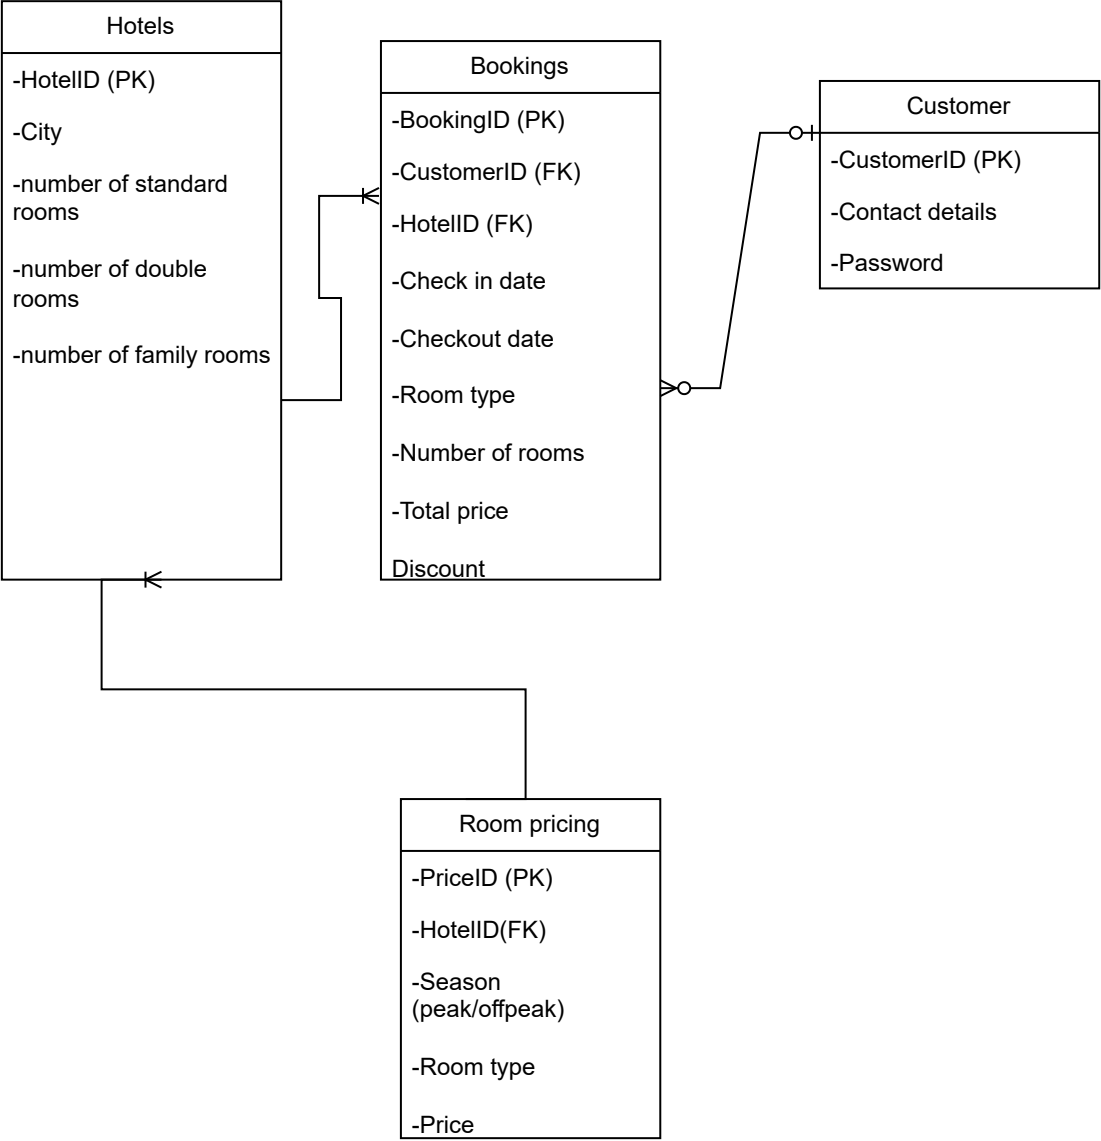 Hotels
-HotelID (PK)
-City
-number of standard
rooms
-number of double
rooms
-number of family rooms
Bookings
-BookingID (PK)
-CustomerID (FK)
-HotelID (FK)
-Check in date
-Checkout date
-Room type
-Number of rooms
-Total price
Discount
Customer
-CustomerID (PK)
-Contact details
-Password
Room pricing
-PriceID (PK)
-HotelID(FK)
-Season
(peak/offpeak)
-Room type
-Price